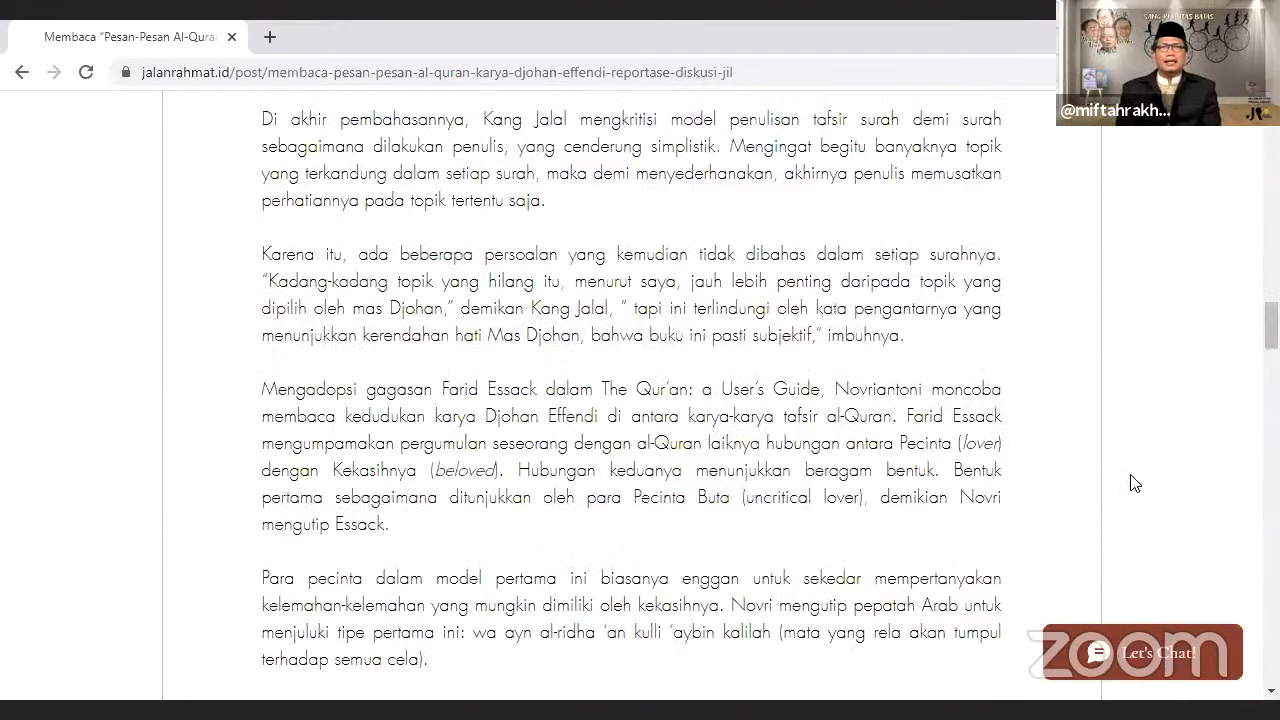 Membaca "Pesan-Pesan Al-Qura
jalanrahmat.id/post/membaca-pesan-pesan-al-quran-karya-djohan-effendi-reportase-diskusi-jil
SANG PELINTAS BATAS
@miftahrakh...
Di akhir pembahasannya, Kang Jalal mengkritisi model penulisan tafsir surah demi surah
sebagaimana dilakukan penulis, yang cenderung simplistik. Mengingat begitu banyaknya topik
yang terkandung dalam setiap surah, maka demi menyederhanakan, akhirnya penulis memusatkan
perhatiannya pada topik tertentu saja.
Karena itu, ada beberapa persoalan yang kemudian tidak dibahas dalam setiap surahnya.
"Kadang-kadang topik yang hilang itu, menurut saya, jauh lebih penting daripada topik yang
dipilih oleh mas Djohan," demikan Kang Jalal, " tapi ini terlindungi oleh kata pengantarnya yang
menunjukkan kerendahan hati Mas Djohan, bahwa buku ini pasti subjektif," imbuhnya.
Mengadopsi gagasan Farid Essack dalam The Qur'an: a User's Guide, Novriantoni moncoba
membaca kedudukan karya Djohan Effendi di antara karya-karya tafsir al-Quran. Farid Essack
mengumpamakan pergumulan seseorang dengan al-Quran laiknya hubungan antara Pecinta (lover)
dengan Kekasihnya (beloved). Hubungan keduanya menunjukkan beragam bentuk. Bentuk
pertama sebagaimana ditunjukkan oleh para Pecinta Buta (uncritical lover), demikian Novri
mengutip Essack.
Para pecinta dalam model pertama ini biasanya enggan untuk sekedar mempertanyakan
kelemahan-kelemahan yang mungkin dimiliki oleh kekasihnya. Novri mengutip pepatah Arab untuk
menjuluki tipe pertama ini: wa ayn al-ridha 'an kulli 'aybin kalilah (mata yang rela akan tumpul
terhadap semua cela).
Let's Chat!
zoom